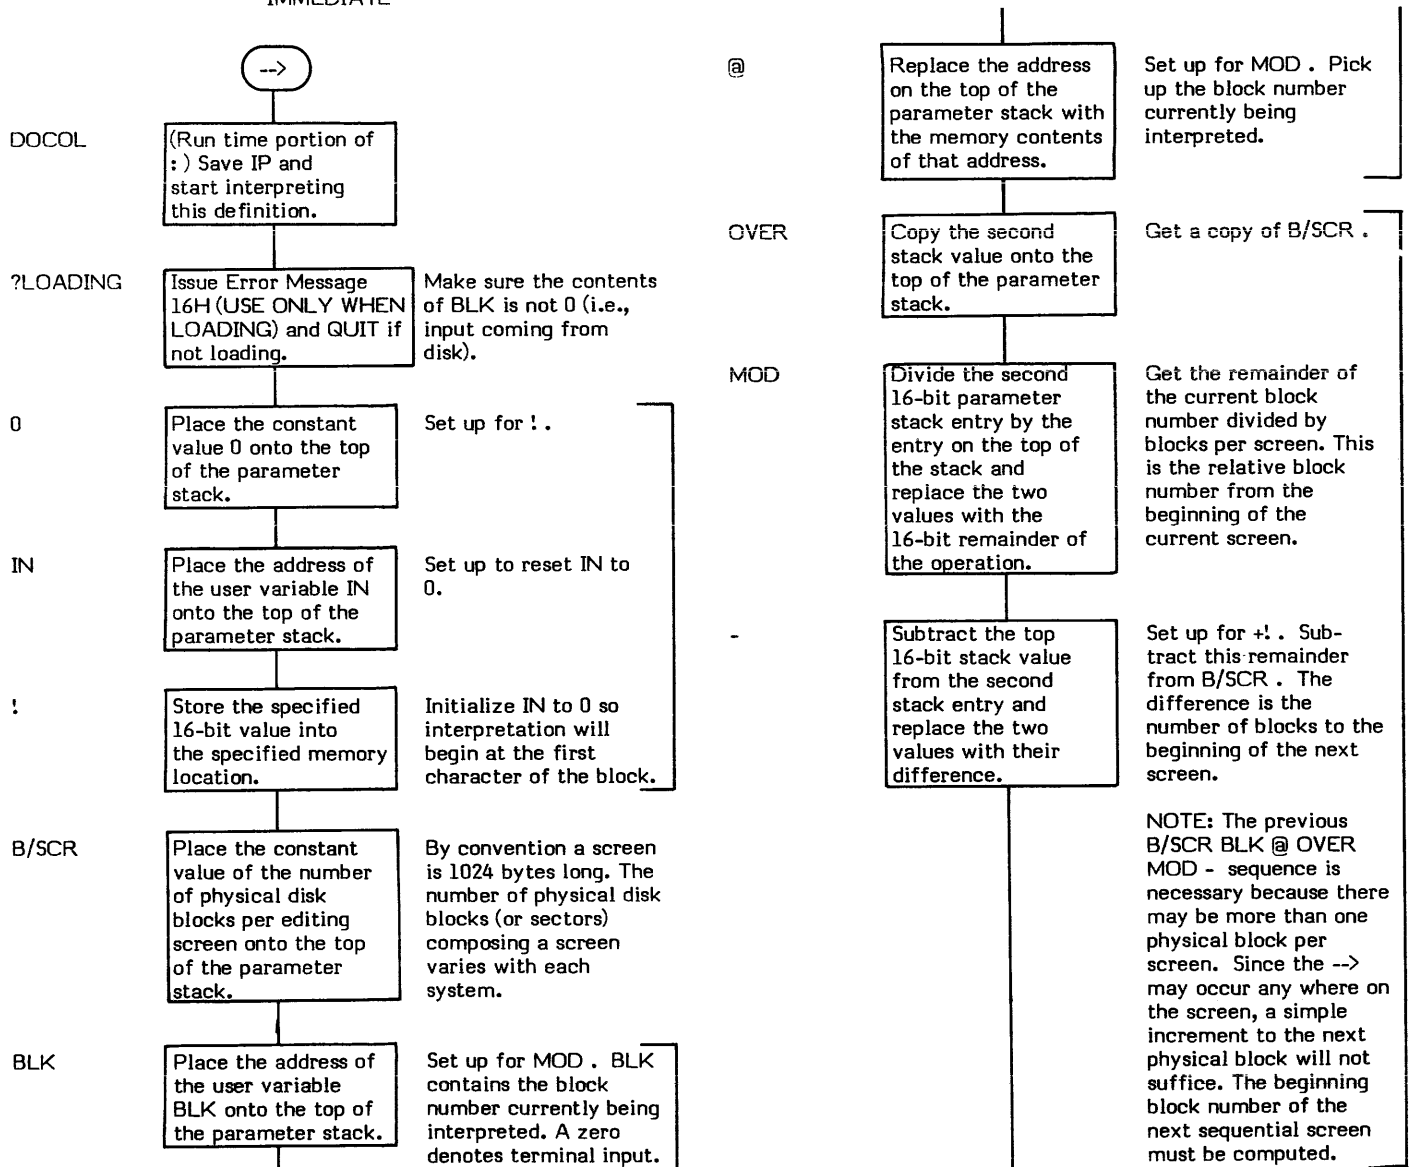 IMMEDIATE
-->
DOCOL
(Run time portion of
: ) Save IP and
start interpreting
this definition.
?LOADING
Issue Error Message
16H (USE ONLY WHEN
LOADING) and QUIT if
not loading.
Make sure the contents
of BLK is not 0 (i.e.,
input coming from
disk).
0
Place the constant
value 0 onto the top
of the parameter
stack.
Set up for ! .
IN
Place the address of
the user variable IN
onto the top of the
parameter stack.
Set up to reset IN to
0.
!
Store the specified
16-bit value into
the specified memory
location.
Initialize IN to 0 so
interpretation will
begin at the first
character of the block.
B/SCR
Place the constant
value of the number
of physical disk
blocks per editing
screen onto the top
of the parameter
stack.
By convention a screen
is 1024 bytes long. The
number of physical disk
blocks (or sectors)
composing a screen
varies with each
system.
BLK
Place the address of
the user variable
BLK onto the top of
the parameter stack.
Set up for MOD . BLK
contains the block
number currently being
interpreted. A zero
denotes terminal input.
@
Replace the address
on the top of the
parameter stack with
the memory contents
of that address.
Set up for MOD . Pick
up the block number
currently being
interpreted.
OVER
Copy the second
stack value onto the
top of the parameter
stack.
Get a copy of B/SCR .
MOD
Divide the second
16-bit parameter
stack entry by the
entry on the top of
the stack and
replace the two
values with the
16-bit remainder of
the operation.
Get the remainder of
the current block
number divided by
blocks per screen. This
is the relative block
number from the
beginning of the
current screen.
-
Subtract the top
16-bit stack value
from the second
stack entry and
replace the two
values with their
difference.
Set up for +! . Sub-
tract this remainder
from B/SCR . The
difference is the
number of blocks to the
beginning of the next
screen.
NOTE: The previous
B/SCR BLK @ OVER
MOD - sequence is
necessary because there
may be more than one
physical block per
screen. Since the -->
may occur any where on
the screen, a simple
increment to the next
physical block will not
suffice. The beginning
block number of the
next sequential screen
must be computed.